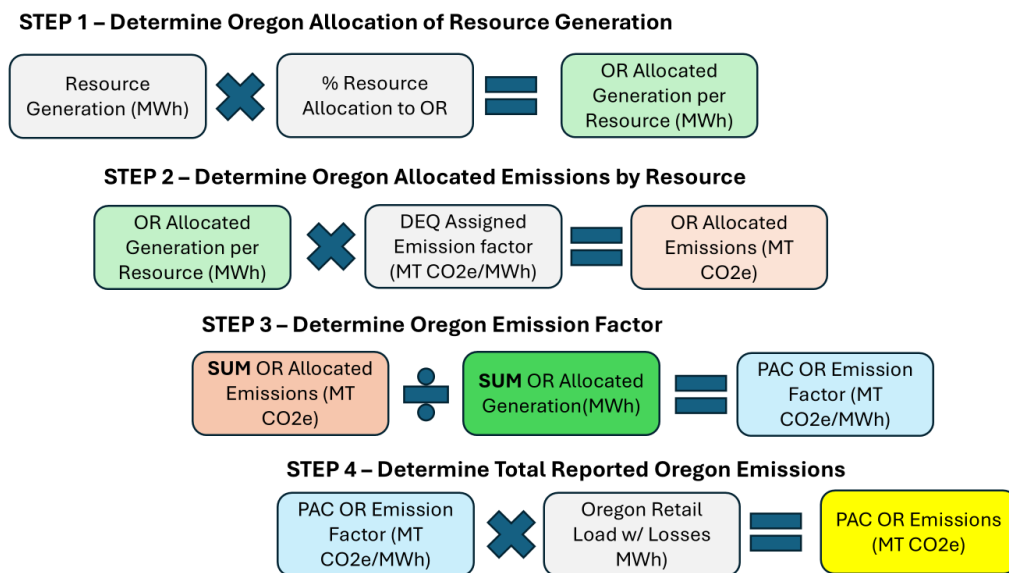 STEP 1 – Determine Oregon Allocation of Resource Generation
Resource
Generation (MWh)
% Resource
Allocation to OR
OR Allocated
Generation per
Resource (MWh)
STEP 2 – Determine Oregon Allocated Emissions by Resource
OR Allocated
Generation per
Resource (MWh)
DEQ Assigned
Emission factor
(MT CO2e/MWh)
OR Allocated
Emissions (MT
CO2e)
STEP 3 – Determine Oregon Emission Factor
SUM OR Allocated
Emissions (MT
CO2e)
SUM OR Allocated
Generation(MWh)
PAC OR Emission
Factor (MT
CO2e/MWh)
STEP 4 – Determine Total Reported Oregon Emissions
PAC OR Emission
Factor (MT
CO2e/MWh)
Oregon Retail
Load w/ Losses
MWh)
PAC OR Emissions
(MT CO2e)